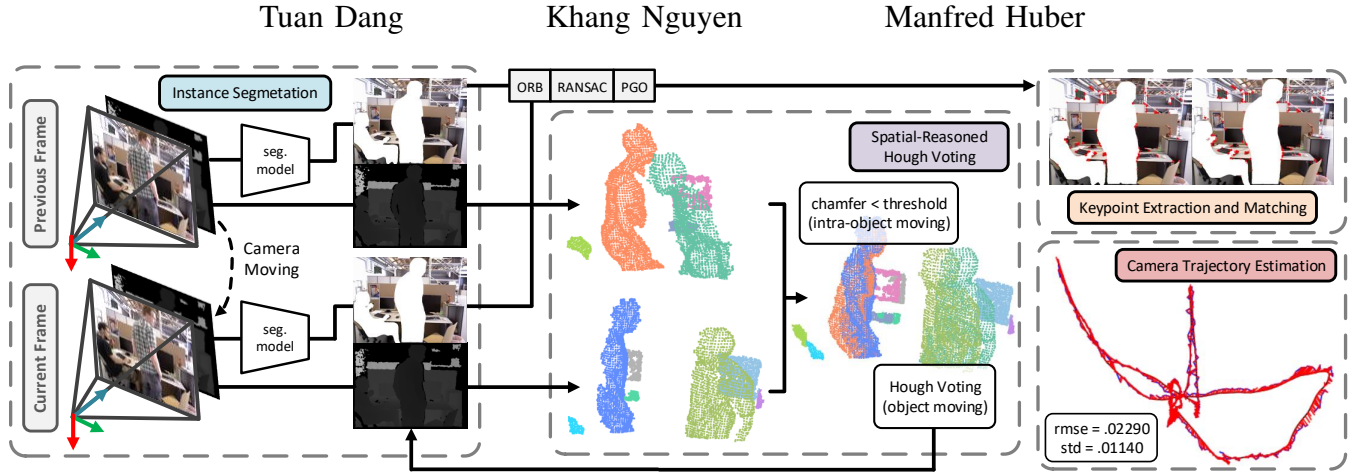 Tuan Dang Khang Nguyen Manfred Huber
Instance Segmetation
Previous Frame
seg.
model
Camera
Moving
Current Frame
seg.
model
ORB RANSAC PGO
Spatial-Reasoned
Hough Voting
chamfer < threshold
(intra-object moving)
Hough Voting
(object moving)
Keypoint Extraction and Matching
Camera Trajectory Estimation
rmse = .02290
std = .01140